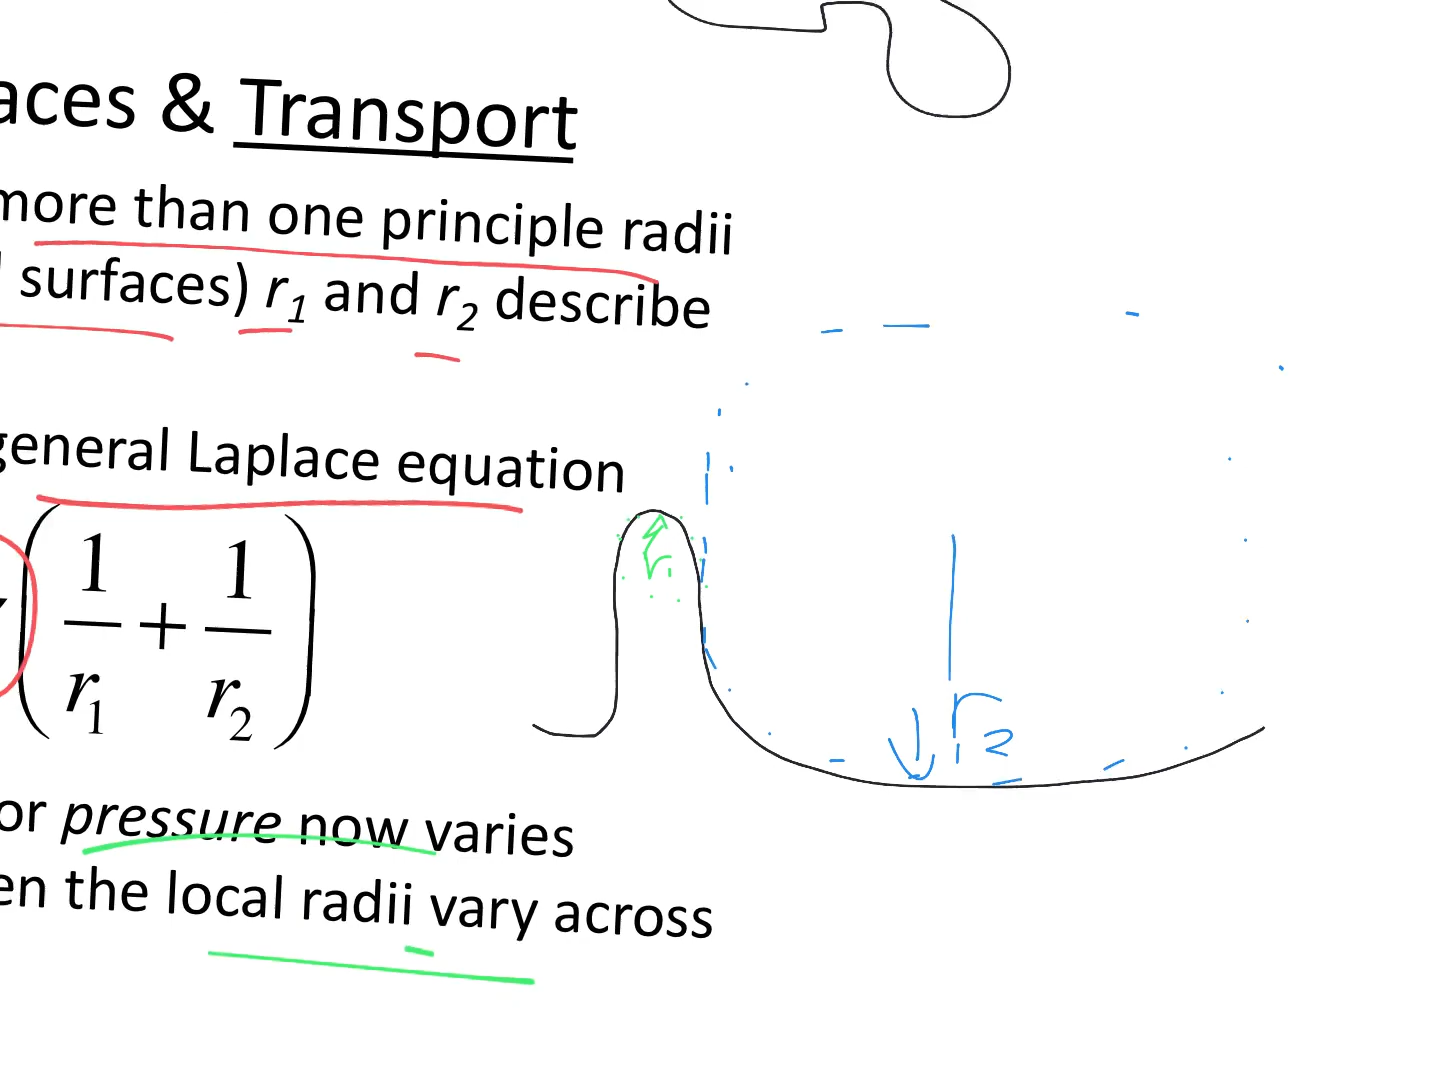 aces & Transport
more than one principle radii
surfaces) r₁ and r₂ describe
general Laplace equation
(1/r₁ + 1/r₂)
r₁
r₂
or pressure now varies
en the local radii vary across